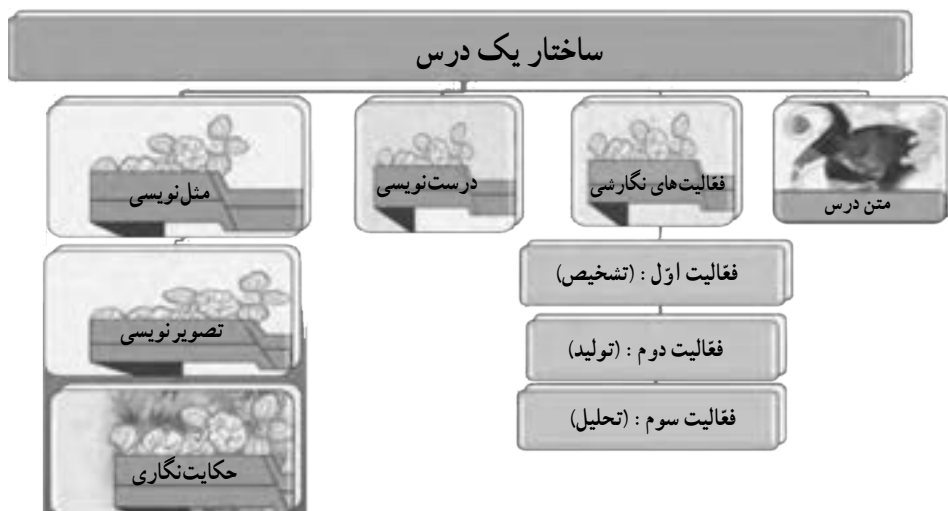 ساختار یک درس
متن درس
فعّالیت‌های نگارشی
درست‌نویسی
مثل‌نویسی
فعّالیت اوّل : (تشخیص)
فعّالیت دوم : (تولید)
فعّالیت سوم : (تحلیل)
تصویرنویسی
حکایت‌نگاری